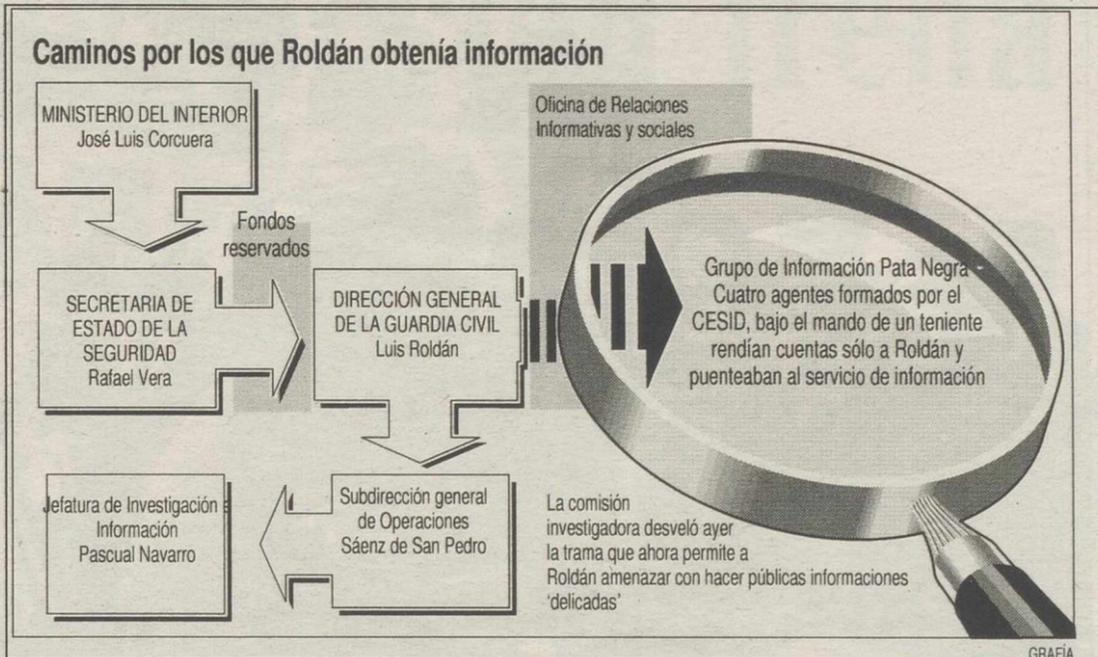 Caminos por los que Roldán obtenía información
MINISTERIO DEL INTERIOR
José Luis Corcuera
Oficina de Relaciones
Informativas y sociales
Fondos
reservados
SECRETARIA DE
ESTADO DE LA
SEGURIDAD
Rafael Vera
DIRECCIÓN GENERAL
DE LA GUARDIA CIVIL
Luis Roldán
Grupo de Información Pata Negra
Cuatro agentes formados por el
CESID, bajo el mando de un teniente
rendían cuentas sólo a Roldán y
puenteaban al servicio de información
Jefatura de Investigación e
Información
Pascual Navarro
Subdirección general
de Operaciones
Sáenz de San Pedro
La comisión
investigadora desveló ayer
la trama que ahora permite a
Roldán amenazar con hacer públicas informaciones
'delicadas'
GRAFÍA